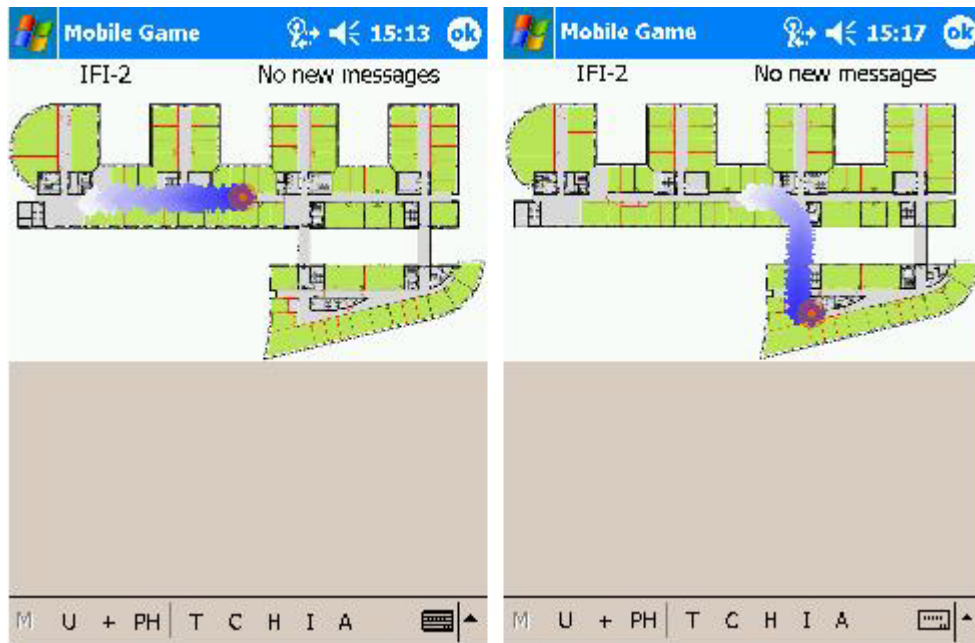 Mobile Game 15:13 ok
IFI-2 No new messages
M U + PH T C H I A
Mobile Game 15:17 ok
IFI-2 No new messages
M U + PH T C H I A